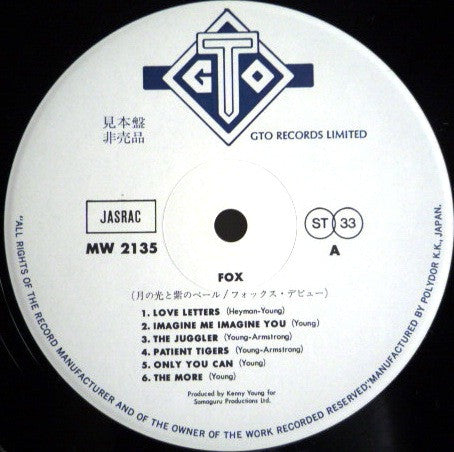 GTO
GTO RECORDS LIMITED
見本盤
非売品
JASRAC
MW 2135
ST 33
A
FOX
(月の光と紫のベール/フォックス・デビュー)
1. LOVE LETTERS (Heyman-Young)
2. IMAGINE ME IMAGINE YOU (Young)
3. THE JUGGLER (Young-Armstrong)
4. PATIENT TIGERS (Young-Armstrong)
5. ONLY YOU CAN (Young)
6. THE MORE (Young)
Produced by Kenny Young for
Somaguru Productions Ltd.
"ALL RIGHTS OF THE RECORD MANUFACTURER AND OF THE OWNER OF THE WORK RECORDED RESERVED."MANUFACTURED BY POLYDOR K.K., JAPAN.